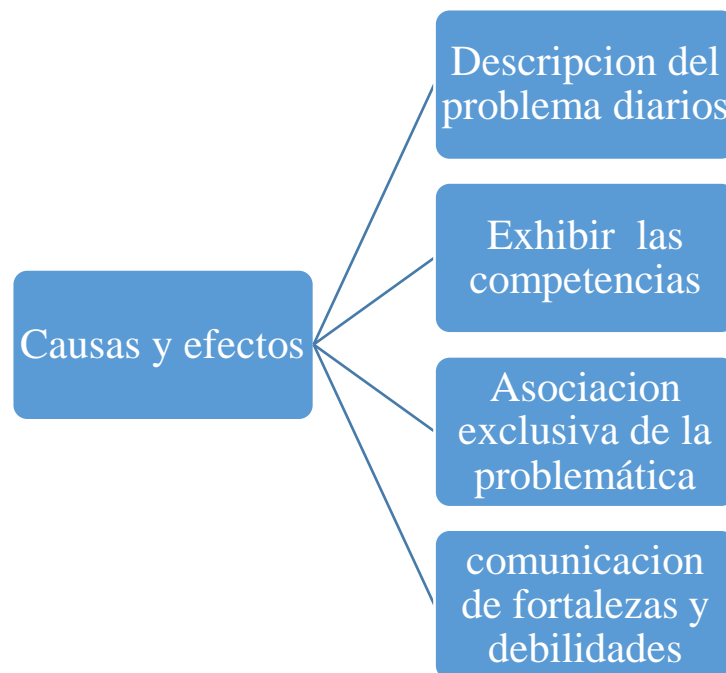 Descripcion del
problema diarios
Exhibir las
competencias
Causas y efectos
Asociacion
exclusiva de la
problemática
comunicacion
de fortalezas y
debilidades